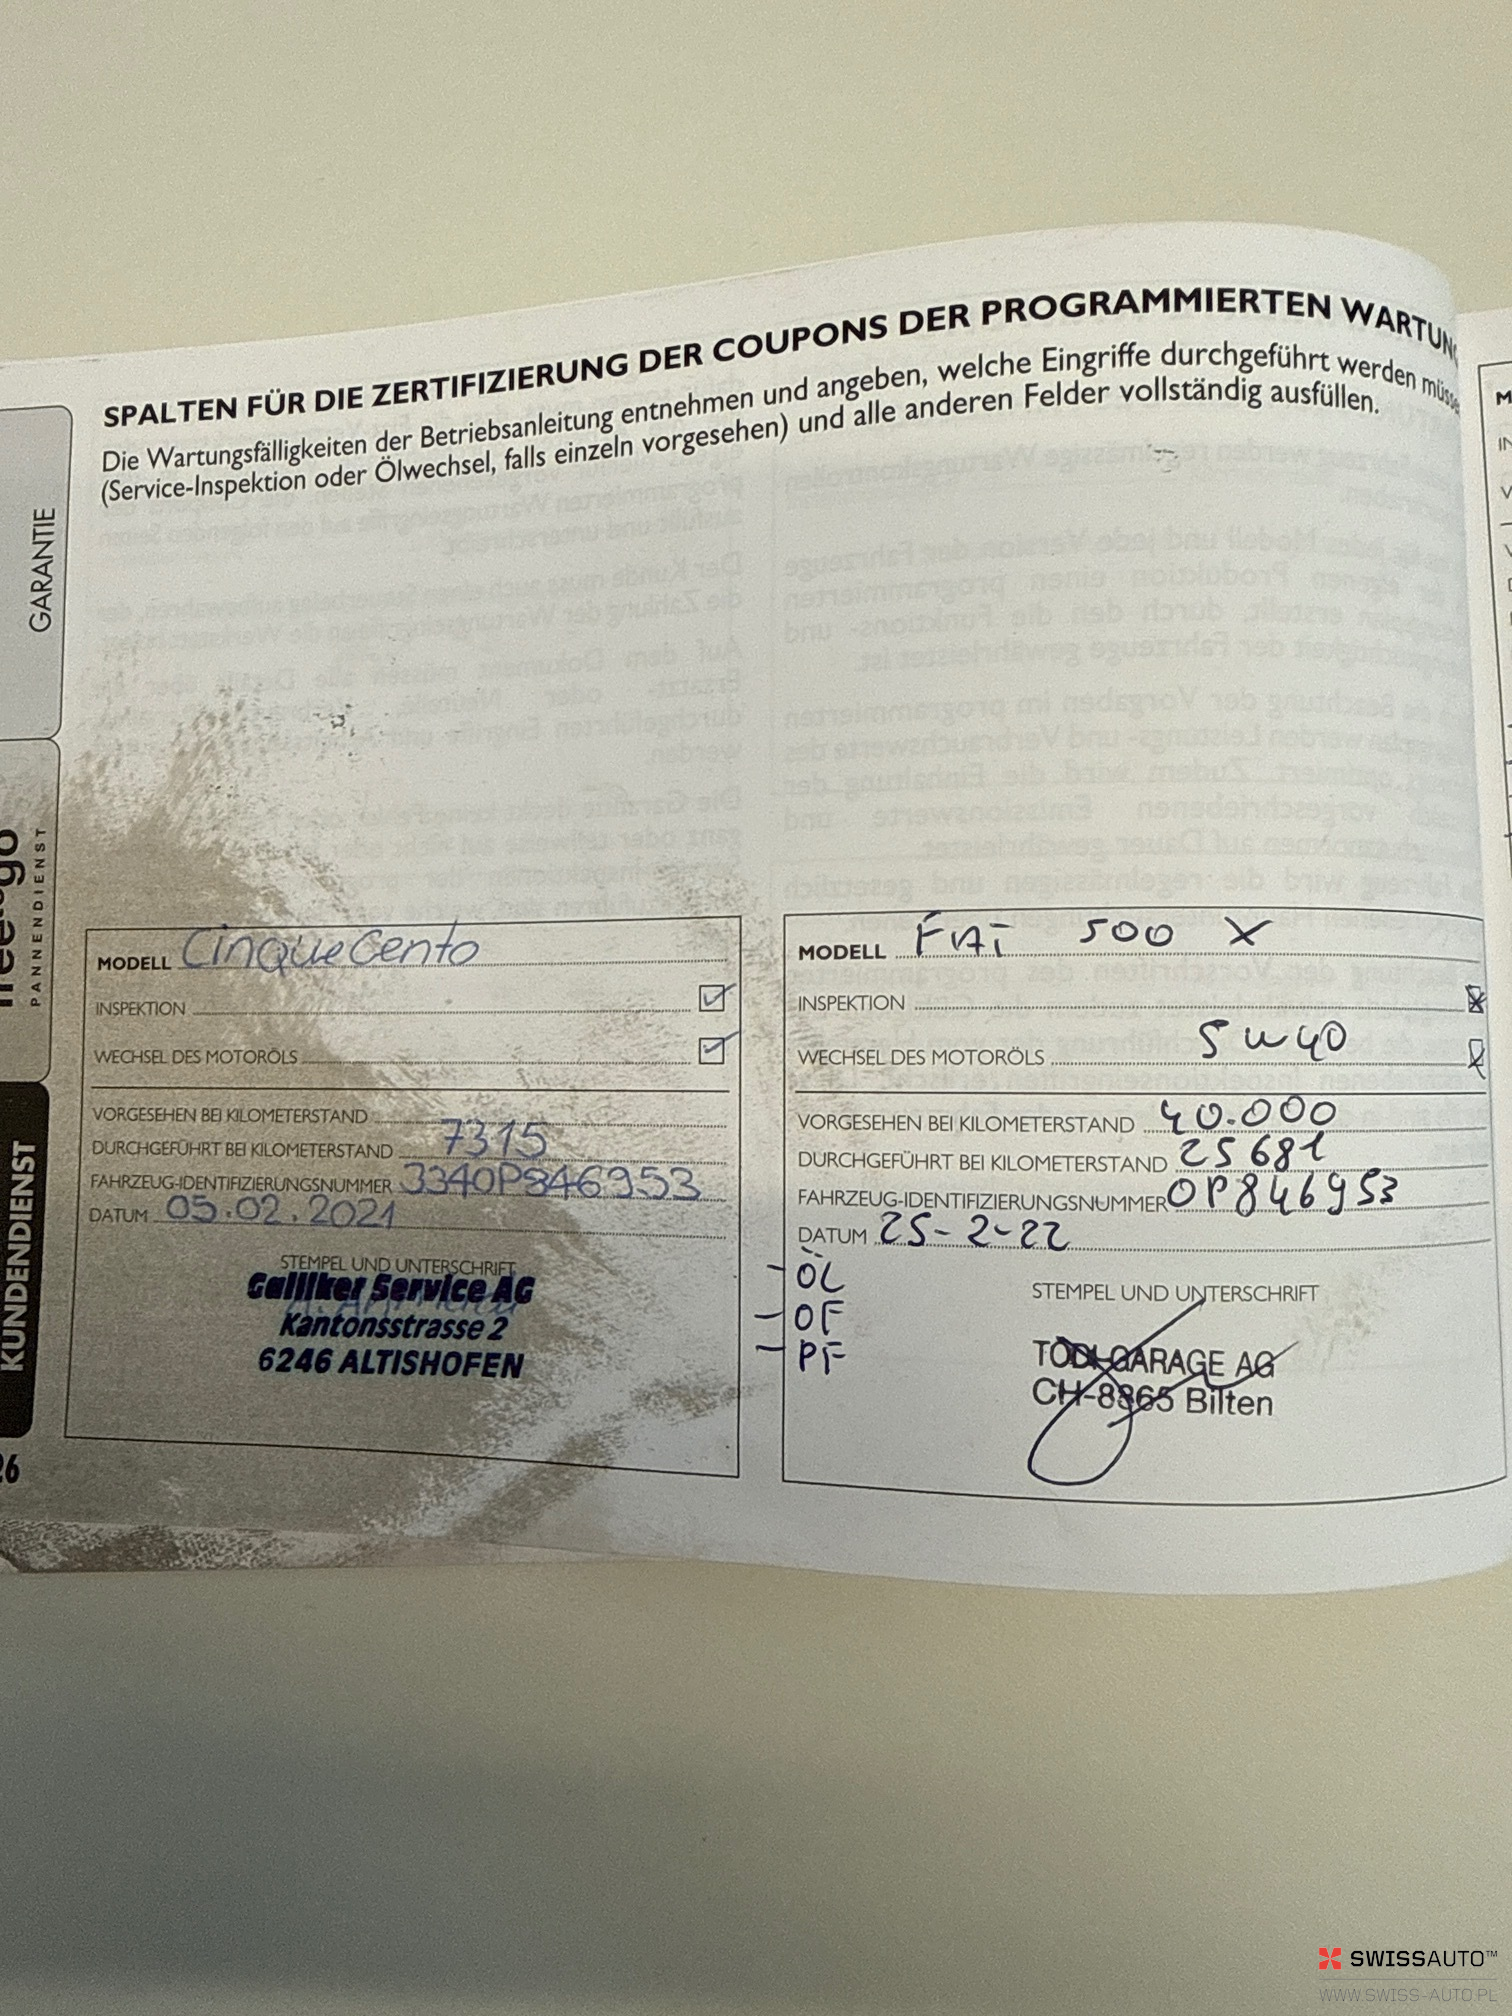 SPALTEN FÜR DIE ZERTIFIZIERUNG DER COUPONS DER PROGRAMMIERTEN WARTUNG
Die Wartungsfälligkeiten der Betriebsanleitung entnehmen und angeben, welche Eingriffe durchgeführt werden müsse
(Service-Inspektion oder Ölwechsel, falls einzeln vorgesehen) und alle anderen Felder vollständig ausfüllen.
GARANTIE
PANNENDIENST
KUNDENDIENST
26
MODELL CinqueCento
INSPEKTION
WECHSEL DES MOTORÖLS
VORGESEHEN BEI KILOMETERSTAND
DURCHGEFÜHRT BEI KILOMETERSTAND 7315
FAHRZEUG-IDENTIFIZIERUNGSNUMMER 3340P846953
DATUM 05.02.2021
STEMPEL UND UNTERSCHRIFT
Galliker Service AG
Kantonsstrasse 2
6246 ALTISHOFEN
MODELL FIAT 500 X
INSPEKTION
WECHSEL DES MOTORÖLS 5W40
VORGESEHEN BEI KILOMETERSTAND 40.000
DURCHGEFÜHRT BEI KILOMETERSTAND 25681
FAHRZEUG-IDENTIFIZIERUNGSNUMMER 0P846953
DATUM 25-2-22
- ÖL
- OF
- PF
STEMPEL UND UNTERSCHRIFT
TÖDI-GARAGE AG
CH-8865 Bilten
SWISSAUTO™
WWW.SWISS-AUTO.PL